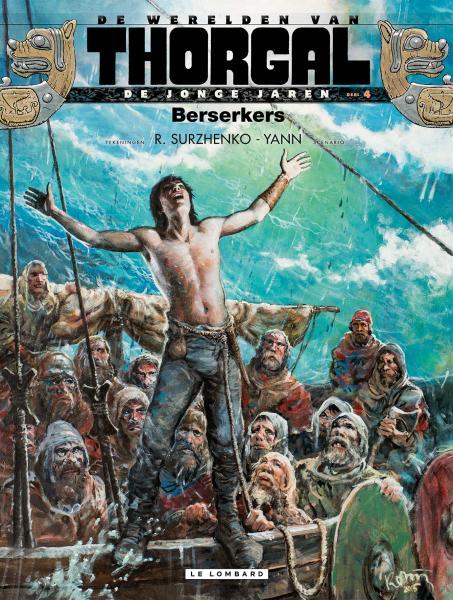 DE WERELDEN VAN
THORGAL
DE JONGE JAREN DEEL 4
Berserkers
TEKENINGEN R. SURZHENKO - YANN SCENARIO
LE LOMBARD